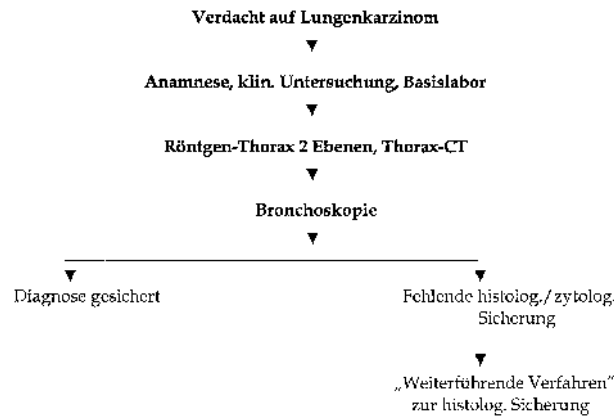 Verdacht auf Lungenkarzinom
Anamnese, klin. Untersuchung, Basislabor
Röntgen-Thorax 2 Ebenen, Thorax-CT
Bronchoskopie
Diagnose gesichert
Fehlende histolog./zytolog.
Sicherung
„Weiterführende Verfahren"
zur histolog. Sicherung